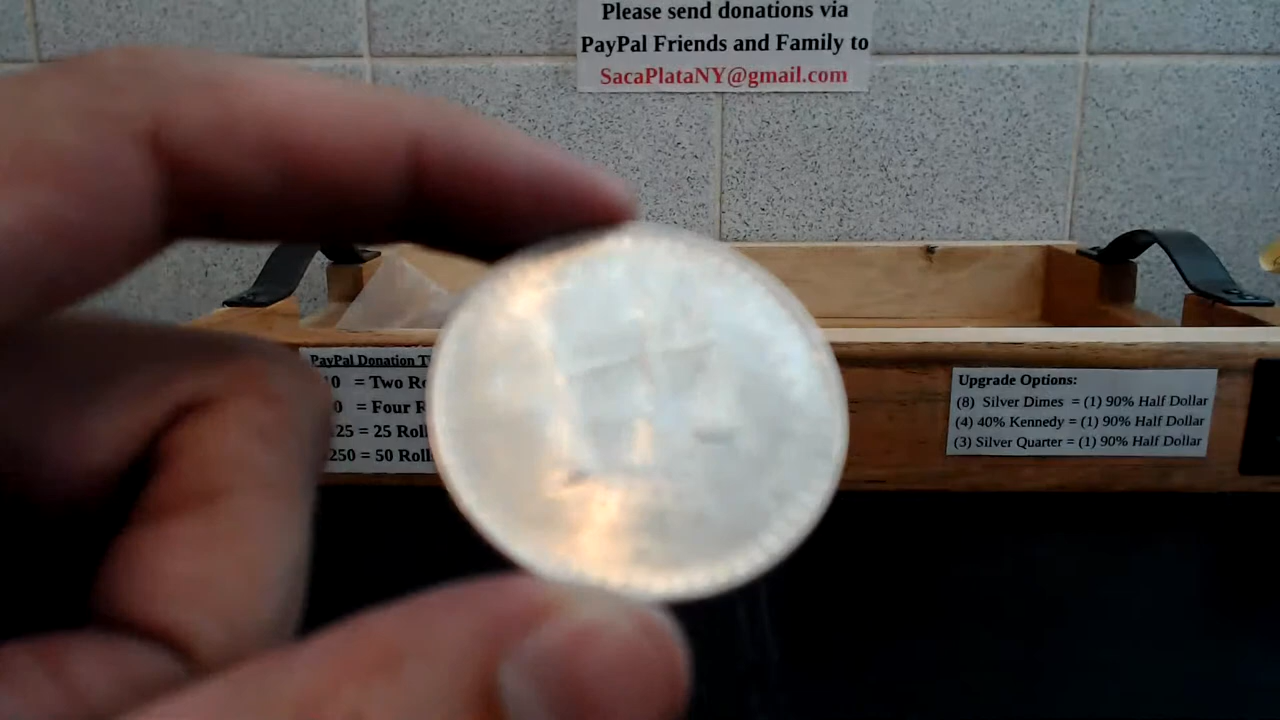 Please send donations via
PayPal Friends and Family to
SacaPlataNY@gmail.com
PayPal Donation
= Two
= Four
25 = 25
250 = 50
Upgrade Options:
(8) Silver Dimes = (1) 90% Half Dollar
(4) 40% Kennedy = (1) 90% Half Dollar
(3) Silver Quarter = (1) 90% Half Dollar